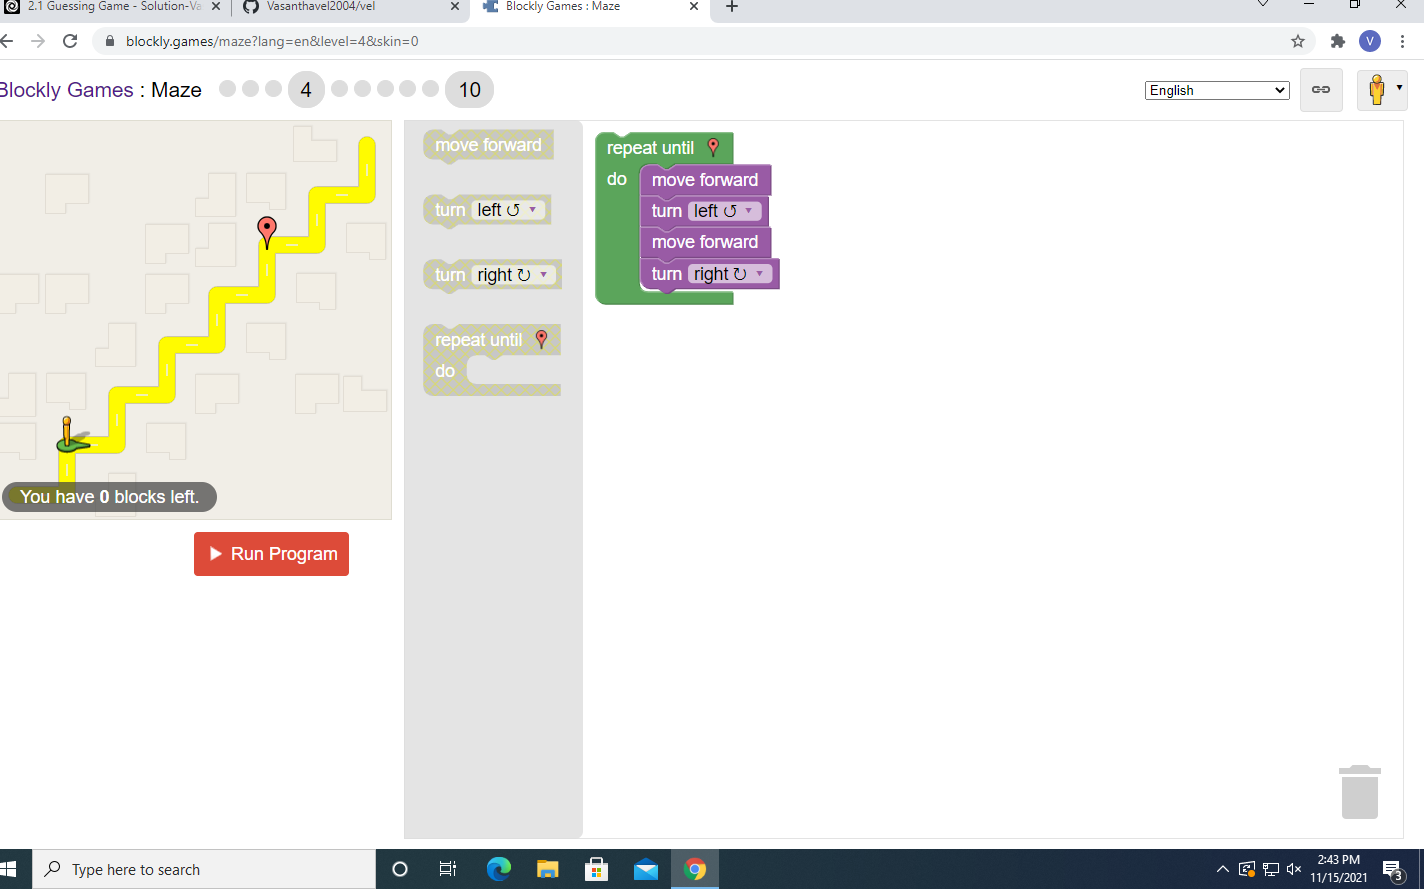 2.1 Guessing Game - Solution-Va
Vasanthavel2004/vel
Blockly Games : Maze
blockly.games/maze?lang=en&level=4&skin=0
V
Blockly Games : Maze
4
10
English
You have 0 blocks left.
Run Program
move forward
turn left ↺
turn right ↻
repeat until
do
repeat until
do
move forward
turn left ↺
move forward
turn right ↻
Type here to search
2:43 PM
11/15/2021
3